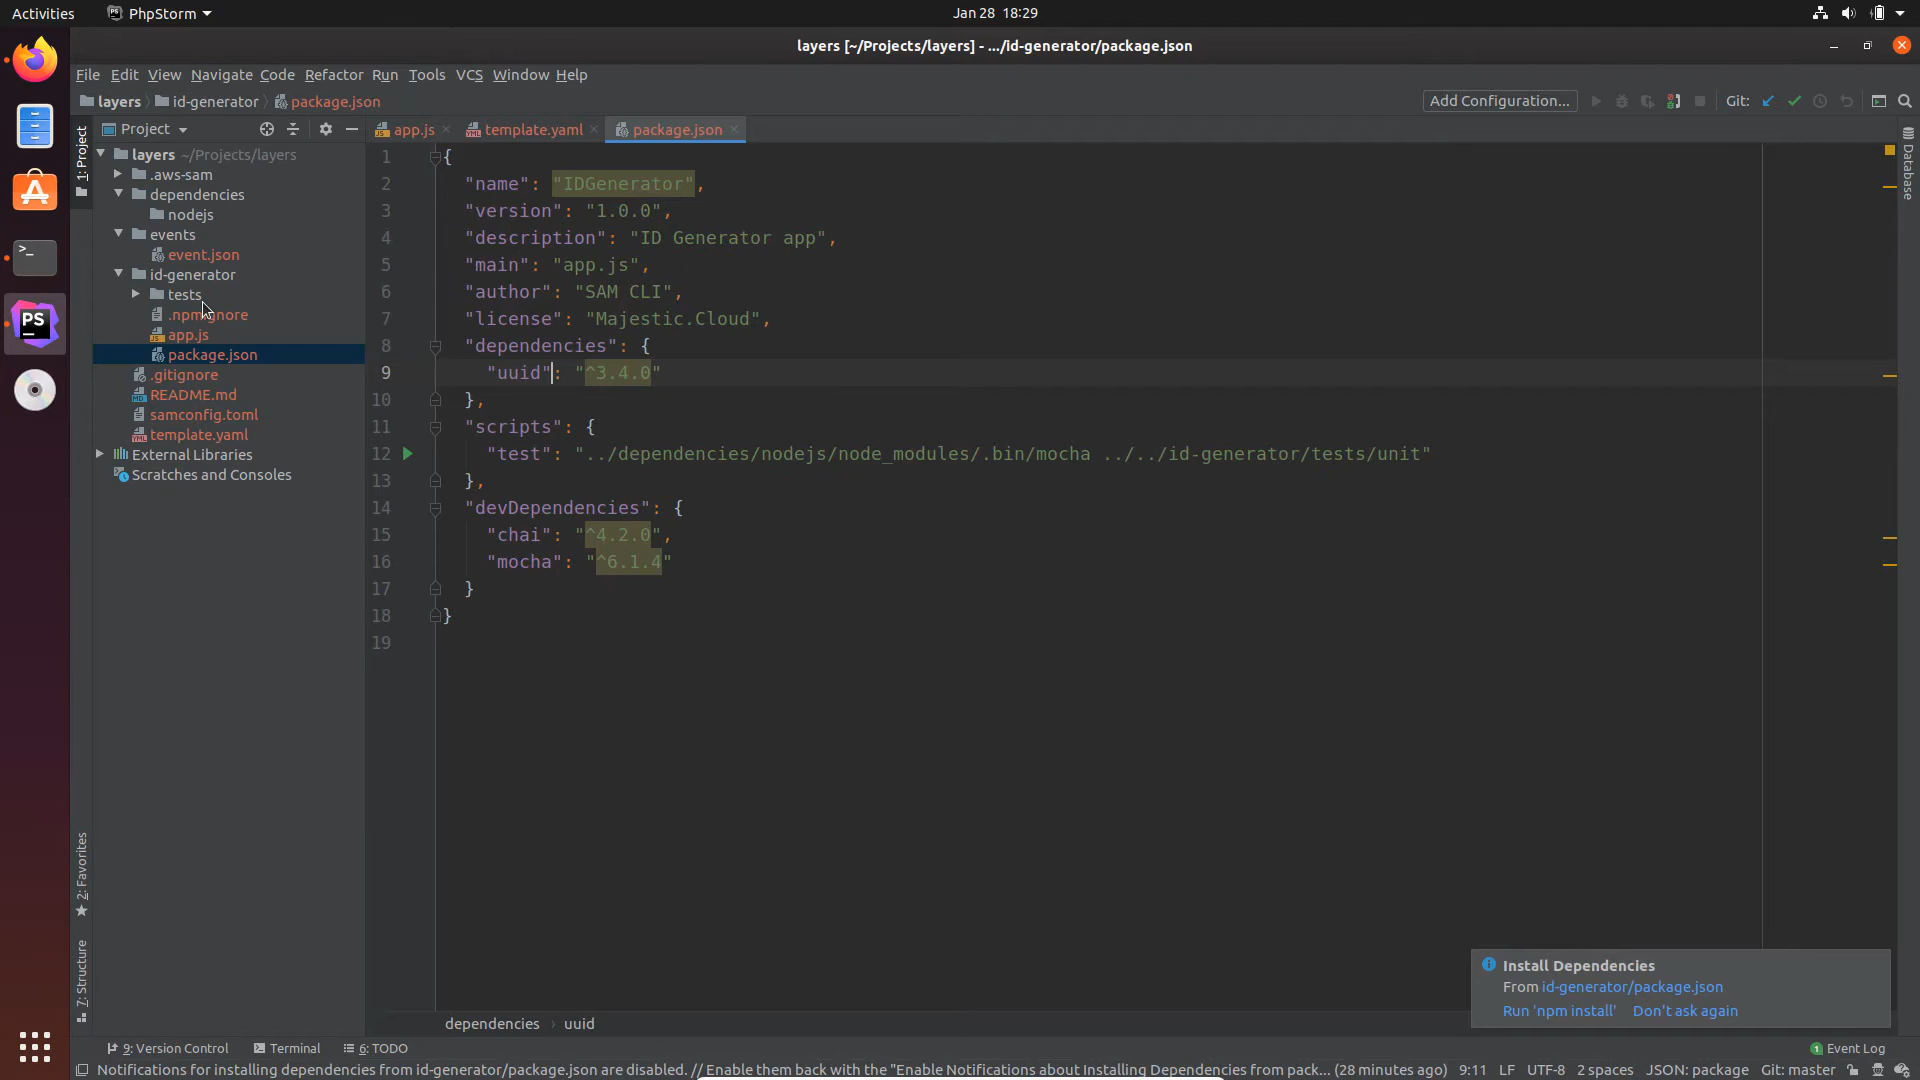 Activities PhpStorm Jan 28 18:29
layers [~/Projects/layers] - .../id-generator/package.json
File Edit View Navigate Code Refactor Run Tools VCS Window Help
layers id-generator package.json Add Configuration... Git:
1: Project
Project
layers ~/Projects/layers
.aws-sam
dependencies
nodejs
events
event.json
id-generator
tests
.npmignore
app.js
package.json
.gitignore
README.md
samconfig.toml
template.yaml
External Libraries
Scratches and Consoles
2: Favorites
7: Structure
PS
app.js template.yaml package.json
1 {
2 "name": "IDGenerator",
3 "version": "1.0.0",
4 "description": "ID Generator app",
5 "main": "app.js",
6 "author": "SAM CLI",
7 "license": "Majestic.Cloud",
8 "dependencies": {
9 "uuid": "^3.4.0"
10 },
11 "scripts": {
12 "test": "../dependencies/nodejs/node_modules/.bin/mocha ../../id-generator/tests/unit"
13 },
14 "devDependencies": {
15 "chai": "^4.2.0",
16 "mocha": "^6.1.4"
17 }
18 }
19
Database
Install Dependencies
From id-generator/package.json
Run 'npm install' Don't ask again
dependencies uuid
9: Version Control Terminal 6: TODO 1 Event Log
Notifications for installing dependencies from id-generator/package.json are disabled. // Enable them back with the "Enable Notifications about Installing Dependencies from pack... (28 minutes ago) 9:11 LF UTF-8 2 spaces JSON: package Git: master